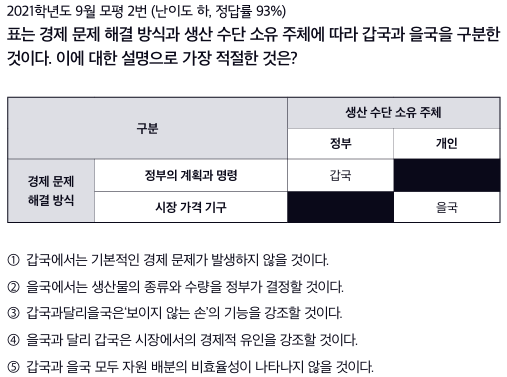 2021학년도 9월 모평 2번 (난이도 하, 정답률 93%)
표는 경제 문제 해결 방식과 생산 수단 소유 주체에 따라 갑국과 을국을 구분한
것이다. 이에 대한 설명으로 가장 적절한 것은?
구분
생산 수단 소유 주체
정부
개인
경제 문제
해결 방식
정부의 계획과 명령
갑국
시장 가격 기구
을국
① 갑국에서는 기본적인 경제 문제가 발생하지 않을 것이다.
② 을국에서는 생산물의 종류와 수량을 정부가 결정할 것이다.
③ 갑국과달리을국은‘보이지 않는 손’의 기능을 강조할 것이다.
④ 을국과 달리 갑국은 시장에서의 경제적 유인을 강조할 것이다.
⑤ 갑국과 을국 모두 자원 배분의 비효율성이 나타나지 않을 것이다.